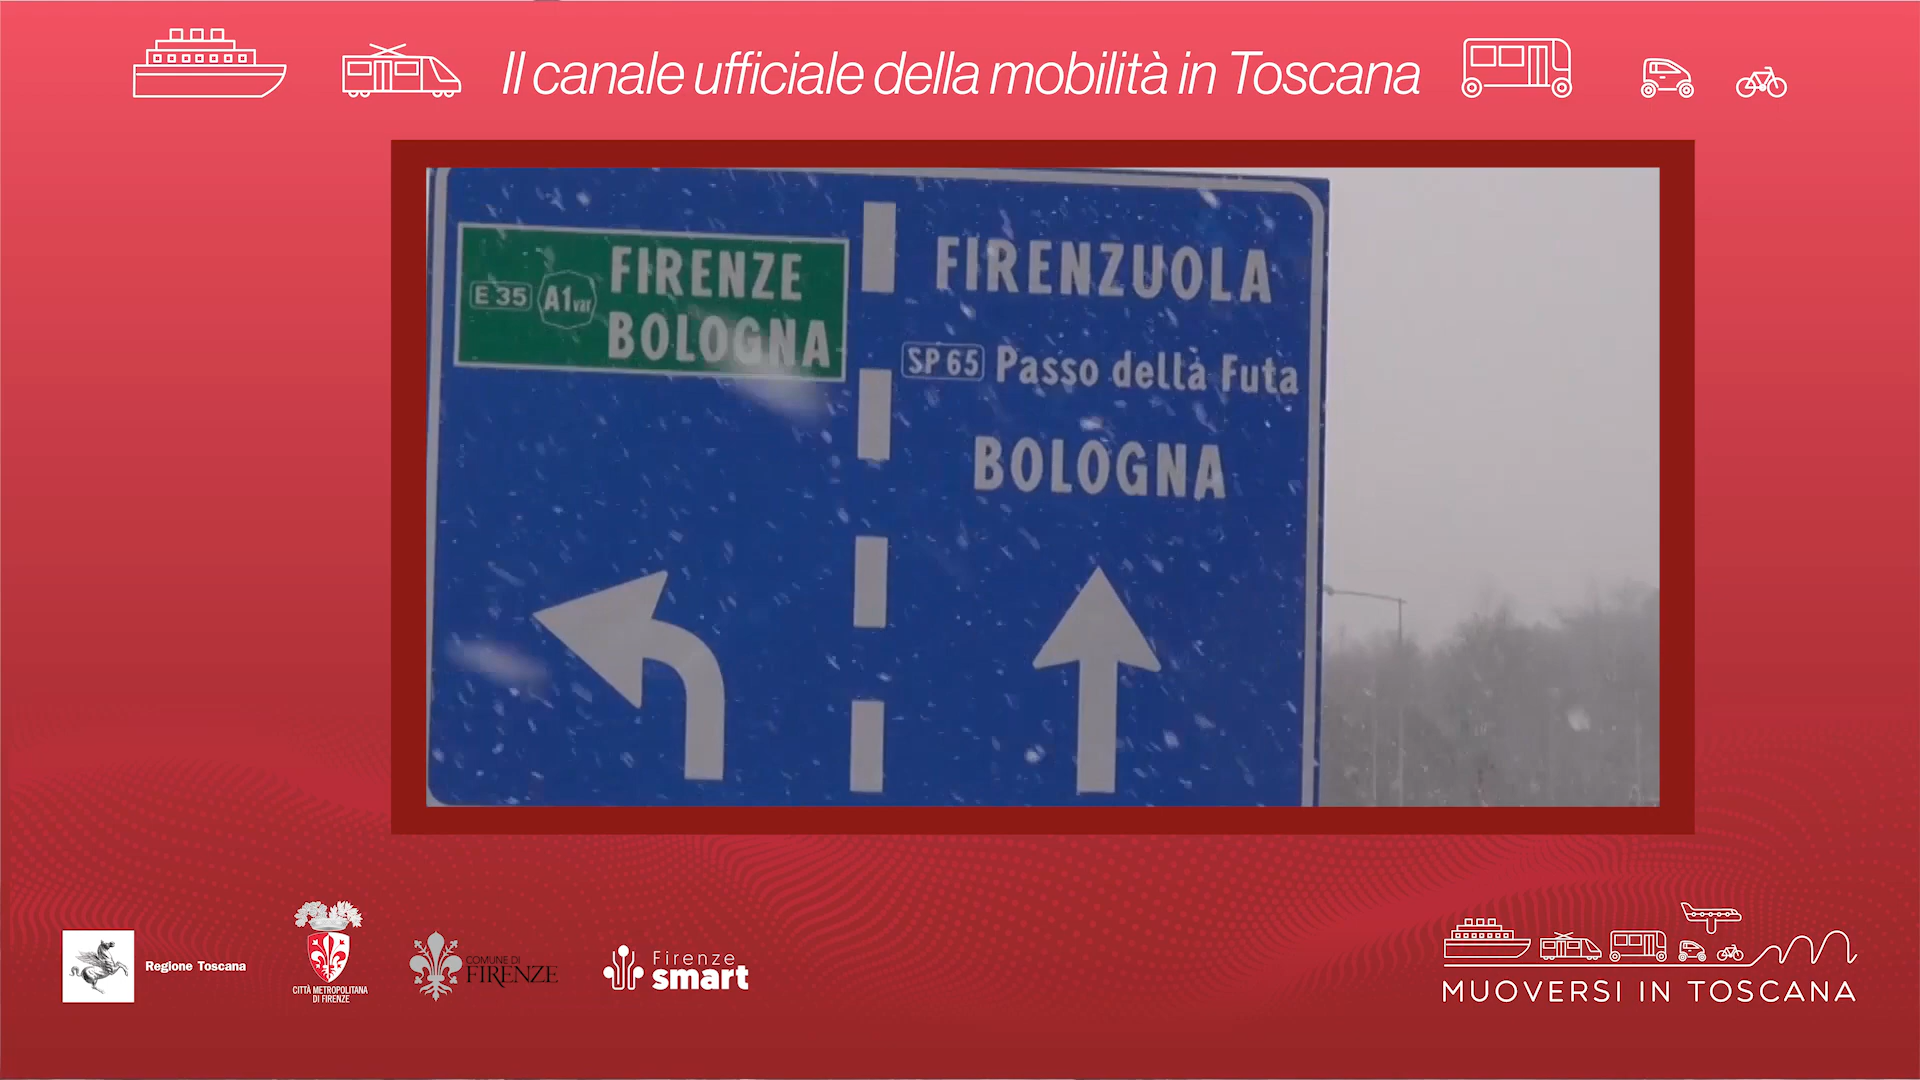 Il canale ufficiale della mobilità in Toscana
E 35 A1var FIRENZE
BOLOGNA
FIRENZUOLA
SP 65 Passo della Futa
BOLOGNA
Regione Toscana
CITTÀ METROPOLITANA
DI FIRENZE
COMUNE DI
FIRENZE
Firenze
smart
MUOVERSI IN TOSCANA